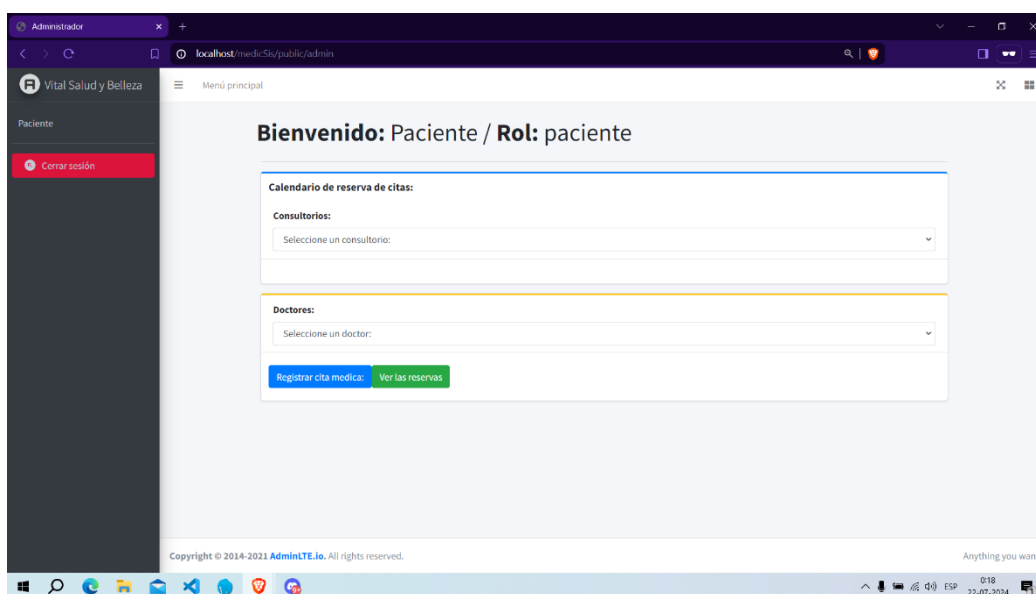 Administrador
localhost/medicSis/public/admin
Vital Salud y Belleza
Menú principal
Paciente
Cerrar sesión
Bienvenido: Paciente / Rol: paciente
Calendario de reserva de citas:
Consultorios:
Seleccione un consultorio:
Doctores:
Seleccione un doctor:
Registrar cita medica: Ver las reservas
Copyright © 2014-2021 AdminLTE.io. All rights reserved.
Anything you wan
ESP
0:18
22-07-2024